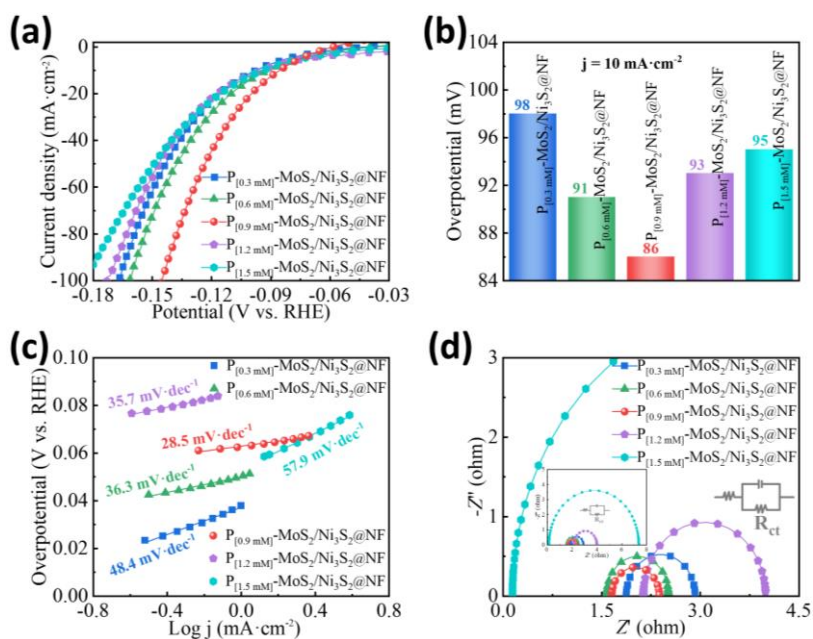 (a)
0
-20
-40
-60
-80
-100
Current density (mA·cm⁻²)
P[0.3 mM]-MoS₂/Ni₃S₂@NF
P[0.6 mM]-MoS₂/Ni₃S₂@NF
P[0.9 mM]-MoS₂/Ni₃S₂@NF
P[1.2 mM]-MoS₂/Ni₃S₂@NF
P[1.5 mM]-MoS₂/Ni₃S₂@NF
-0.18 -0.15 -0.12 -0.09 -0.06 -0.03
Potential (V vs. RHE)
(b)
104
100
96
92
88
84
Overpotential (mV)
j = 10 mA·cm⁻²
98
91
86
93
95
P[0.3 mM]-MoS₂/Ni₃S₂@NF
P[0.6 mM]-MoS₂/Ni₃S₂@NF
P[0.9 mM]-MoS₂/Ni₃S₂@NF
P[1.2 mM]-MoS₂/Ni₃S₂@NF
P[1.5 mM]-MoS₂/Ni₃S₂@NF
(c)
0.10
0.08
0.06
0.04
0.02
0.00
Overpotential (V vs. RHE)
P[0.3 mM]-MoS₂/Ni₃S₂@NF
P[0.6 mM]-MoS₂/Ni₃S₂@NF
35.7 mV·dec⁻¹
28.5 mV·dec⁻¹
57.9 mV·dec⁻¹
36.3 mV·dec⁻¹
48.4 mV·dec⁻¹
P[0.9 mM]-MoS₂/Ni₃S₂@NF
P[1.2 mM]-MoS₂/Ni₃S₂@NF
P[1.5 mM]-MoS₂/Ni₃S₂@NF
-0.8 -0.4 0.0 0.4 0.8
Log j (mA·cm⁻²)
(d)
3.0
2.5
2.0
1.5
1.0
0.5
0.0
-Z" (ohm)
P[0.3 mM]-MoS₂/Ni₃S₂@NF
P[0.6 mM]-MoS₂/Ni₃S₂@NF
P[0.9 mM]-MoS₂/Ni₃S₂@NF
P[1.2 mM]-MoS₂/Ni₃S₂@NF
P[1.5 mM]-MoS₂/Ni₃S₂@NF
Rct
Z' (ohm)
0.0 1.5 3.0 4.5
Z' (ohm)